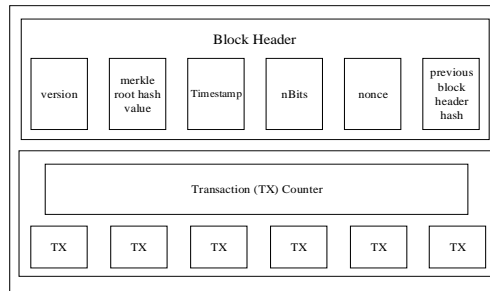 Block Header
version
merkle
root hash
value
Timestamp
nBits
nonce
previous
block
header
hash
Transaction (TX) Counter
TX
TX
TX
TX
TX
TX